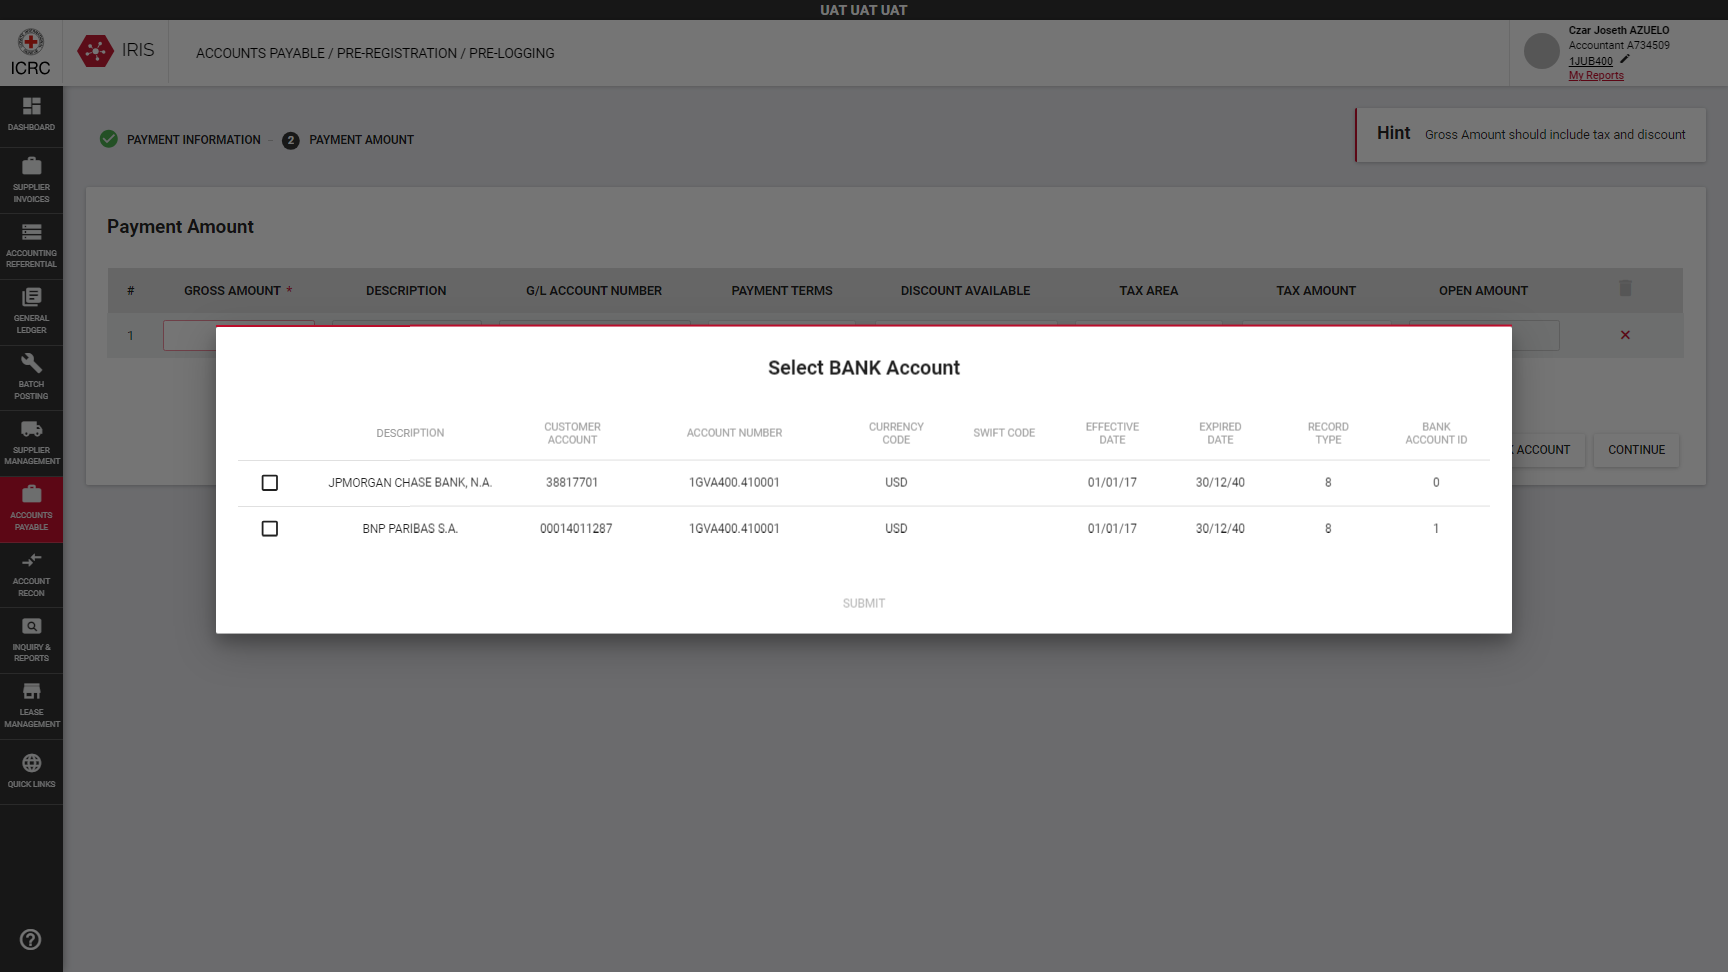 UAT UAT UAT
ICRC
IRIS
ACCOUNTS PAYABLE / PRE-REGISTRATION / PRE-LOGGING
Czar Joseth AZUELO
Accountant A734509
1JUB400
My Reports
DASHBOARD
SUPPLIER
INVOICES
ACCOUNTING
REFERENTIAL
GENERAL
LEDGER
BATCH
POSTING
SUPPLIER
MANAGEMENT
ACCOUNTS
PAYABLE
ACCOUNT
RECON
INQUIRY &
REPORTS
LEASE
MANAGEMENT
QUICK LINKS
PAYMENT INFORMATION
2 PAYMENT AMOUNT
Hint Gross Amount should include tax and discount
Payment Amount
# GROSS AMOUNT * DESCRIPTION G/L ACCOUNT NUMBER PAYMENT TERMS DISCOUNT AVAILABLE TAX AREA TAX AMOUNT OPEN AMOUNT
1
ACCOUNT CONTINUE
Select BANK Account
DESCRIPTION CUSTOMER ACCOUNT ACCOUNT NUMBER CURRENCY CODE SWIFT CODE EFFECTIVE DATE EXPIRED DATE RECORD TYPE BANK ACCOUNT ID
JPMORGAN CHASE BANK, N.A. 38817701 1GVA400.410001 USD 01/01/17 30/12/40 8 0
BNP PARIBAS S.A. 00014011287 1GVA400.410001 USD 01/01/17 30/12/40 8 1
SUBMIT